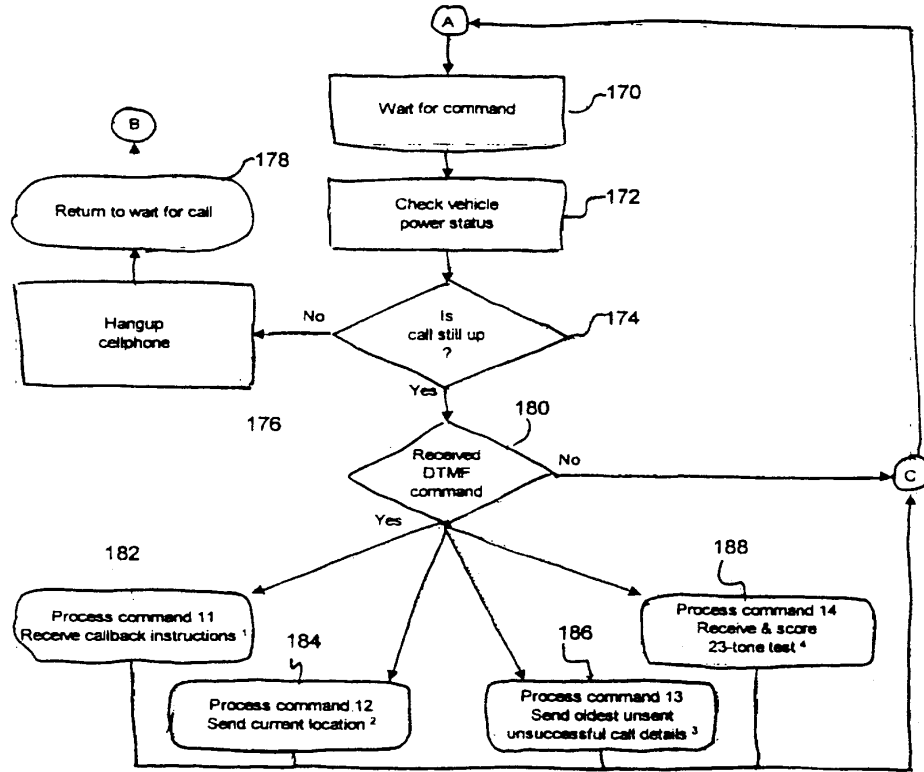 A
Wait for command
170
B
178
Return to wait for call
Check vehicle
power status
172
Hangup
cellphone
No
Is
call still up
?
174
Yes
176
180
Received
DTMF
command
No
C
Yes
182
188
Process command 11
Receive callback instructions 1
184
186
Process command 14
Receive & score
23-tone test 4
Process command 12
Send current location 2
Process command 13
Send oldest unsent
unsuccessful call details 3